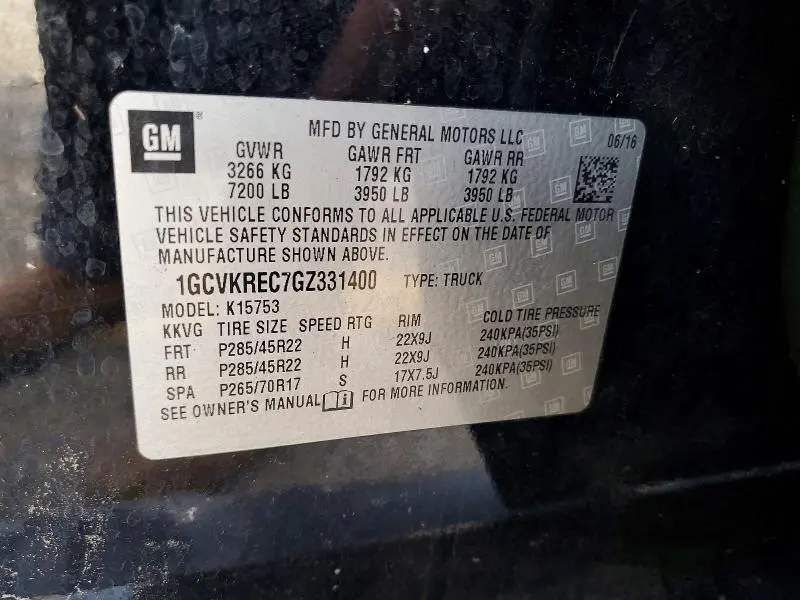 GM
MFD BY GENERAL MOTORS LLC 06/16
GVWR GAWR FRT GAWR RR
3266 KG 1792 KG 1792 KG
7200 LB 3950 LB 3950 LB
THIS VEHICLE CONFORMS TO ALL APPLICABLE U.S. FEDERAL MOTOR
VEHICLE SAFETY STANDARDS IN EFFECT ON THE DATE OF
MANUFACTURE SHOWN ABOVE.
1GCVKREC7GZ331400 TYPE: TRUCK
MODEL: K15753
KKVG TIRE SIZE SPEED RTG RIM COLD TIRE PRESSURE
FRT P285/45R22 H 22X9J 240KPA(35PSI)
RR P285/45R22 H 22X9J 240KPA(35PSI)
SPA P265/70R17 S 17X7.5J 240KPA(35PSI)
SEE OWNER'S MANUAL i FOR MORE INFORMATION.